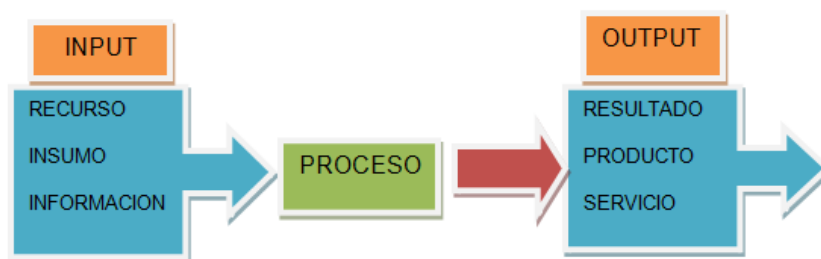 INPUT
RECURSO
INSUMO
INFORMACION
PROCESO
OUTPUT
RESULTADO
PRODUCTO
SERVICIO